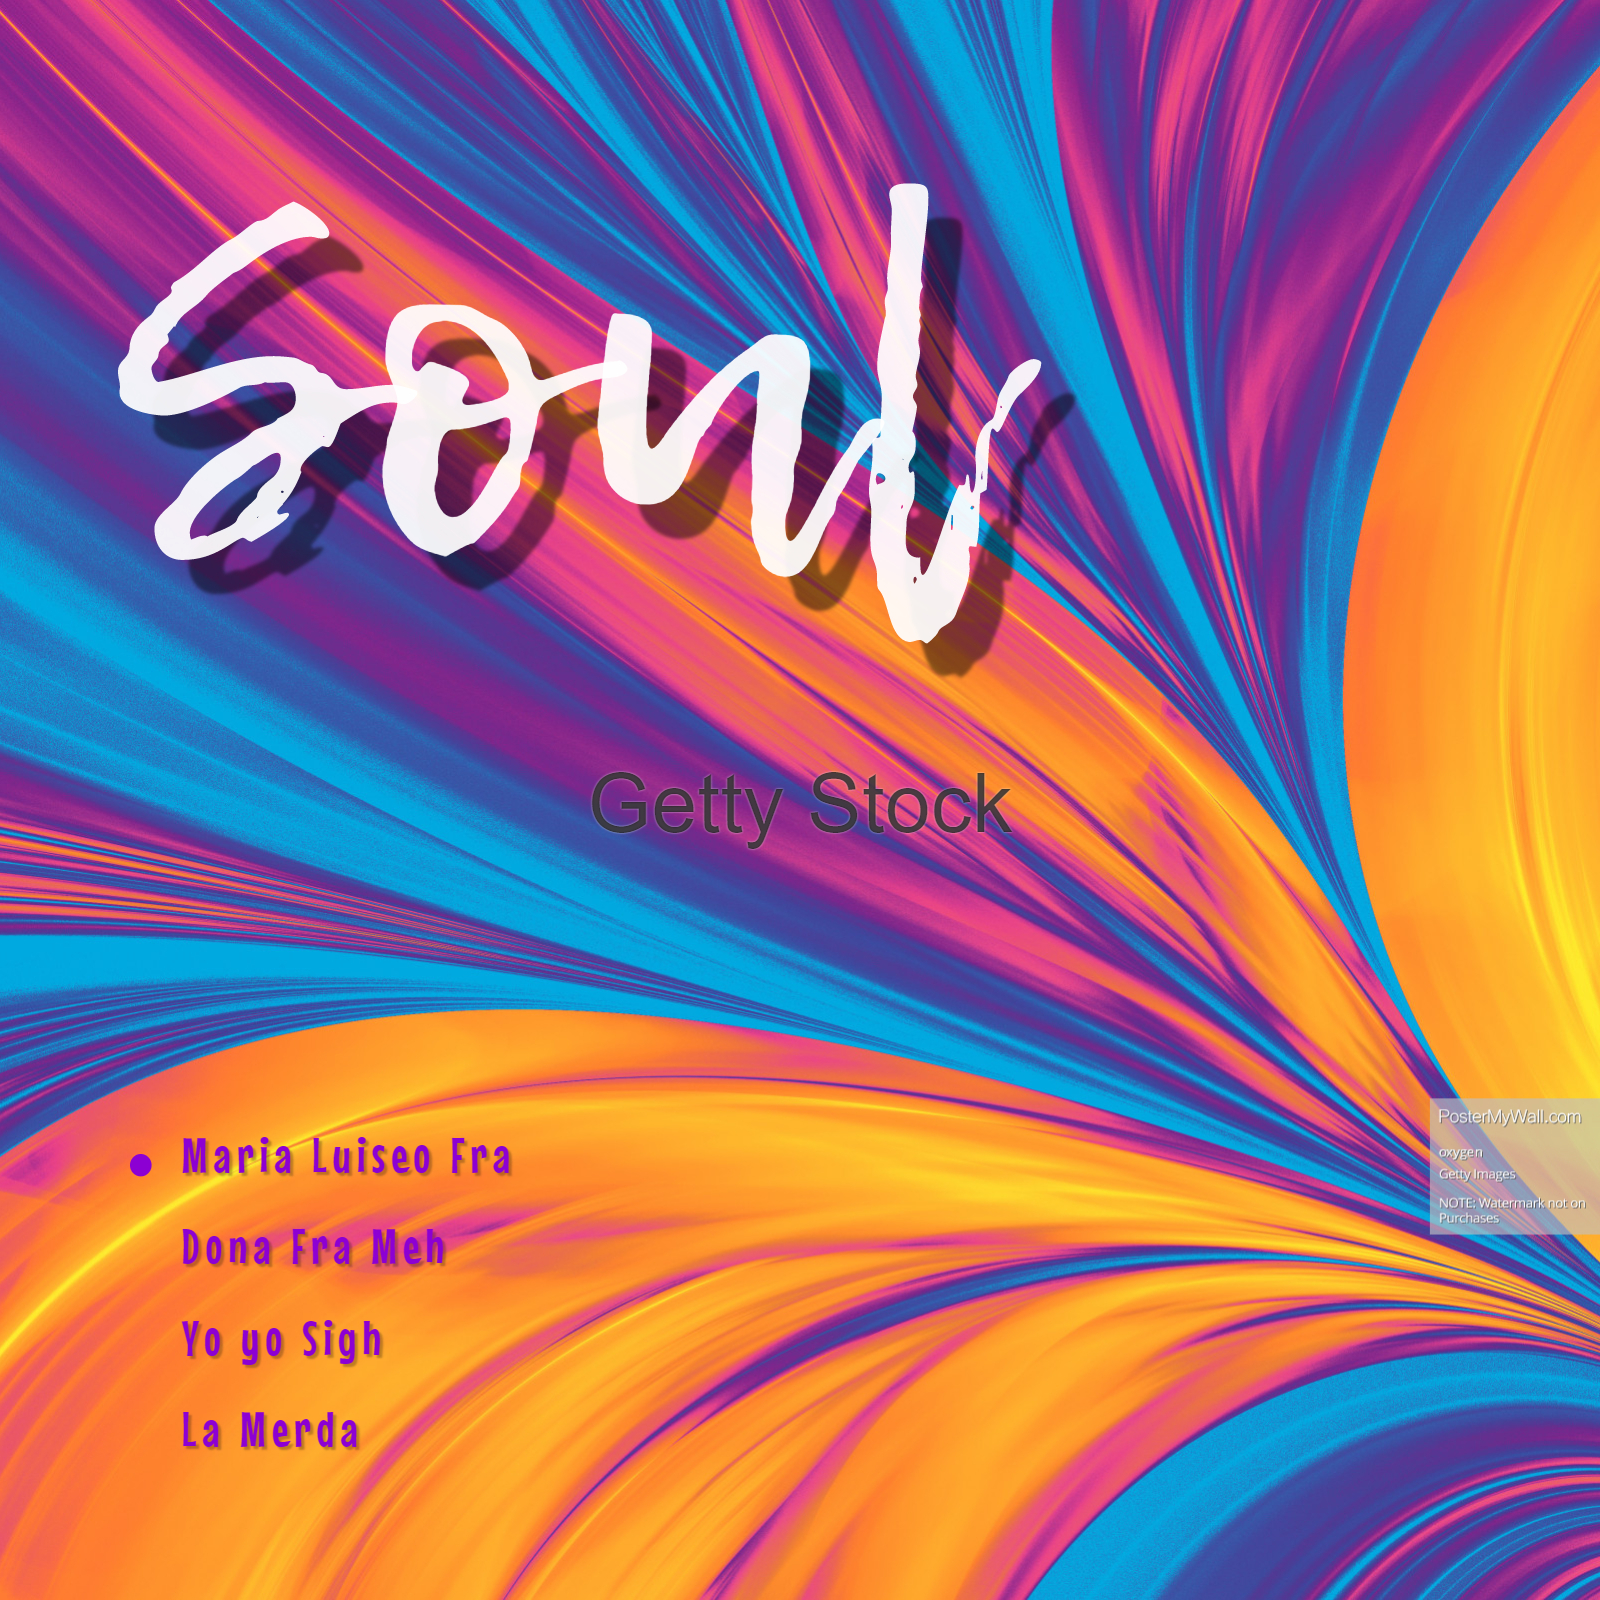 soul
Getty Stock
PosterMyWall.com
oxygen
Getty Images
NOTE: Watermark not on
Purchases
• Maria Luiseo Fra
Dona Fra Meh
Yo yo Sigh
La Merda